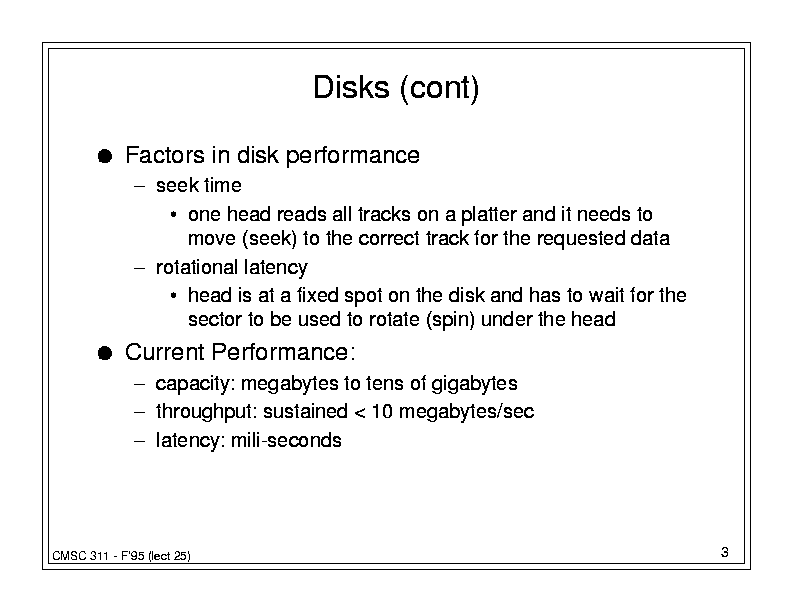 Disks (cont)
● Factors in disk performance
– seek time
• one head reads all tracks on a platter and it needs to
move (seek) to the correct track for the requested data
– rotational latency
• head is at a fixed spot on the disk and has to wait for the
sector to be used to rotate (spin) under the head
● Current Performance:
– capacity: megabytes to tens of gigabytes
– throughput: sustained < 10 megabytes/sec
– latency: mili-seconds
CMSC 311 - F'95 (lect 25)
3